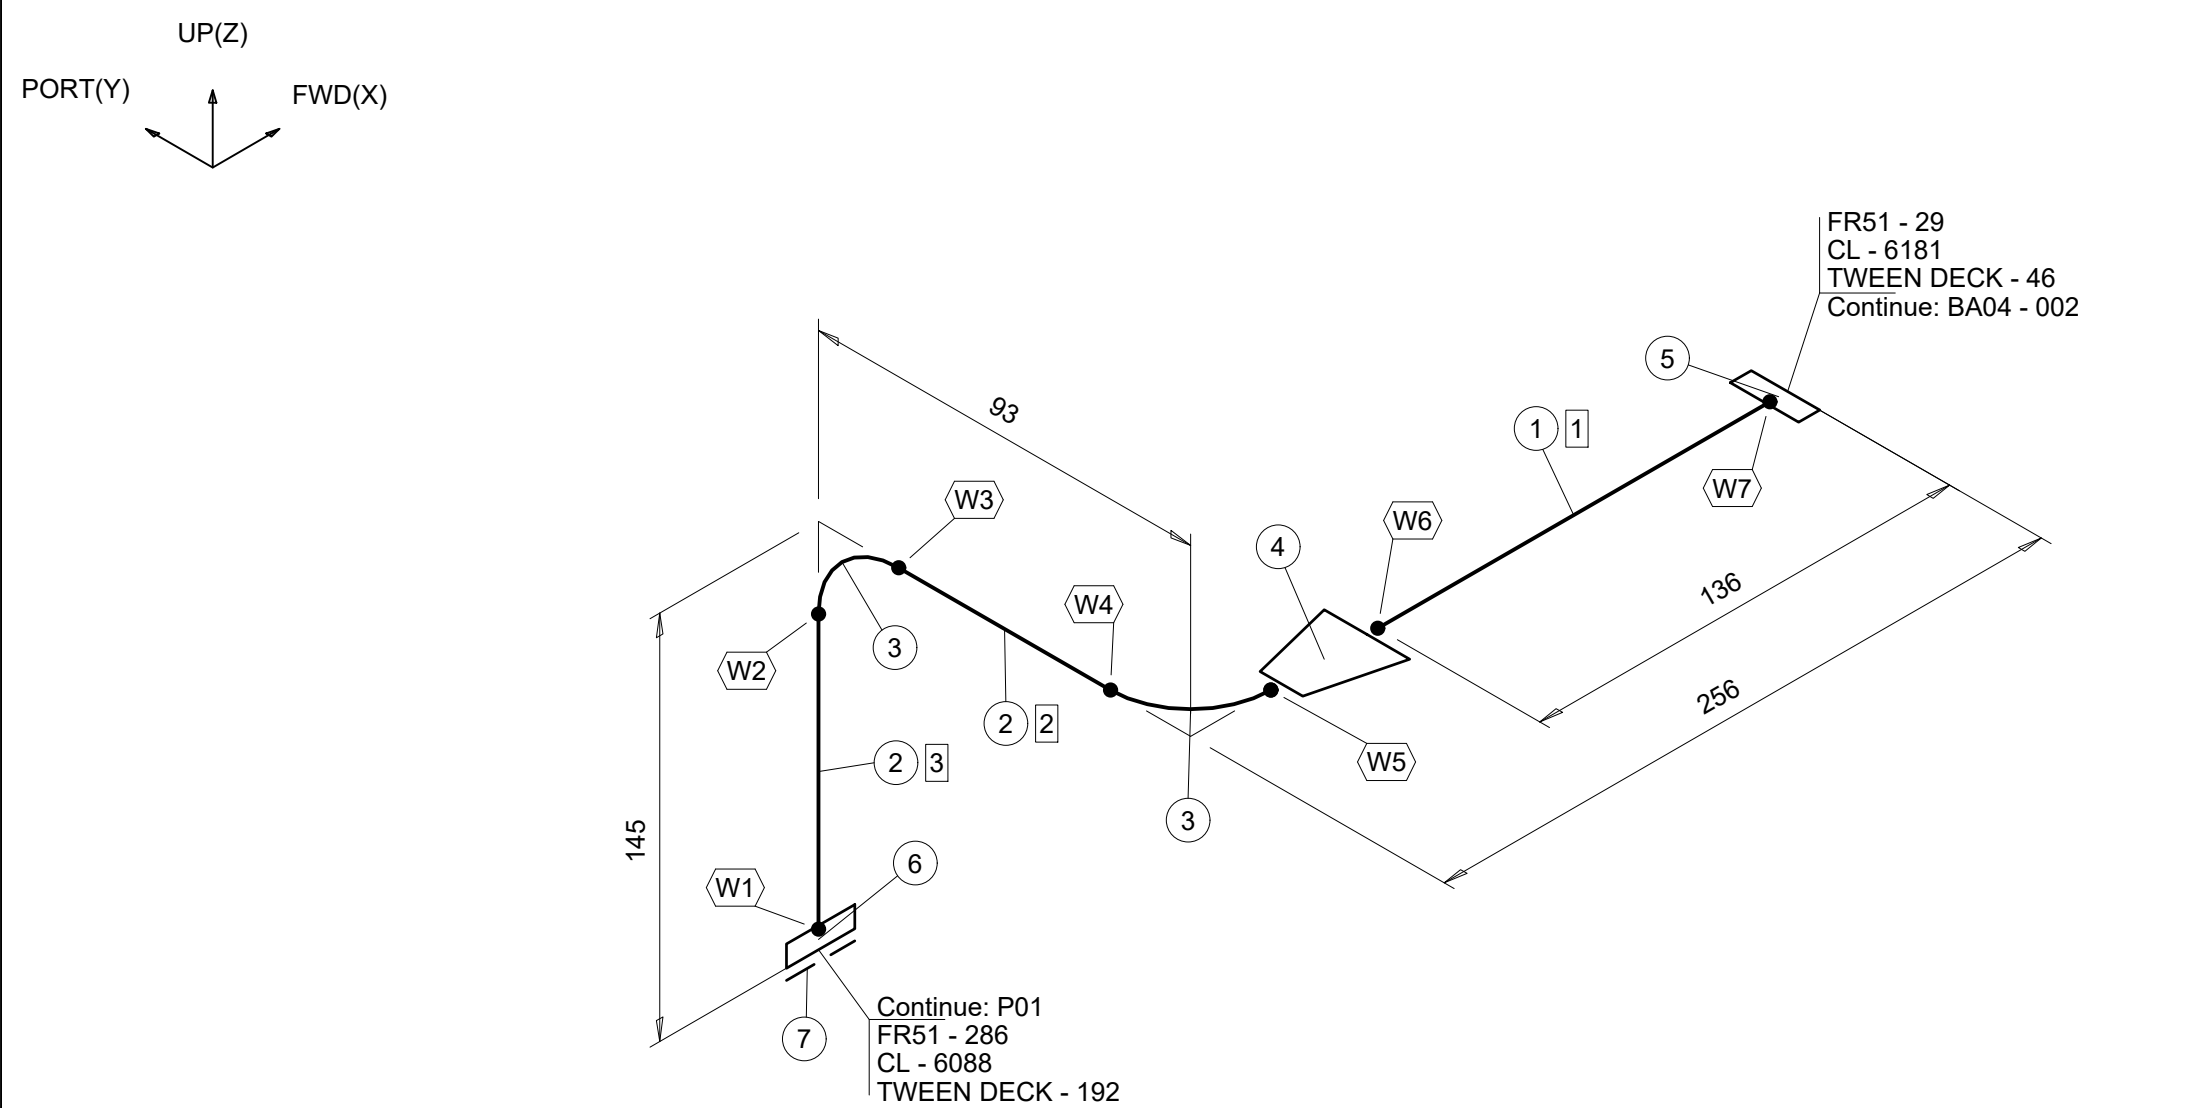 UP(Z)
PORT(Y)
FWD(X)
FR51 - 29
CL - 6181
TWEEN DECK - 46
Continue: BA04 - 002
5
93
1 1
W7
W3
W6
4
136
W4
3
W2
256
2 2
W5
2 3
3
145
6
W1
7
Continue: P01
FR51 - 286
CL - 6088
TWEEN DECK - 192